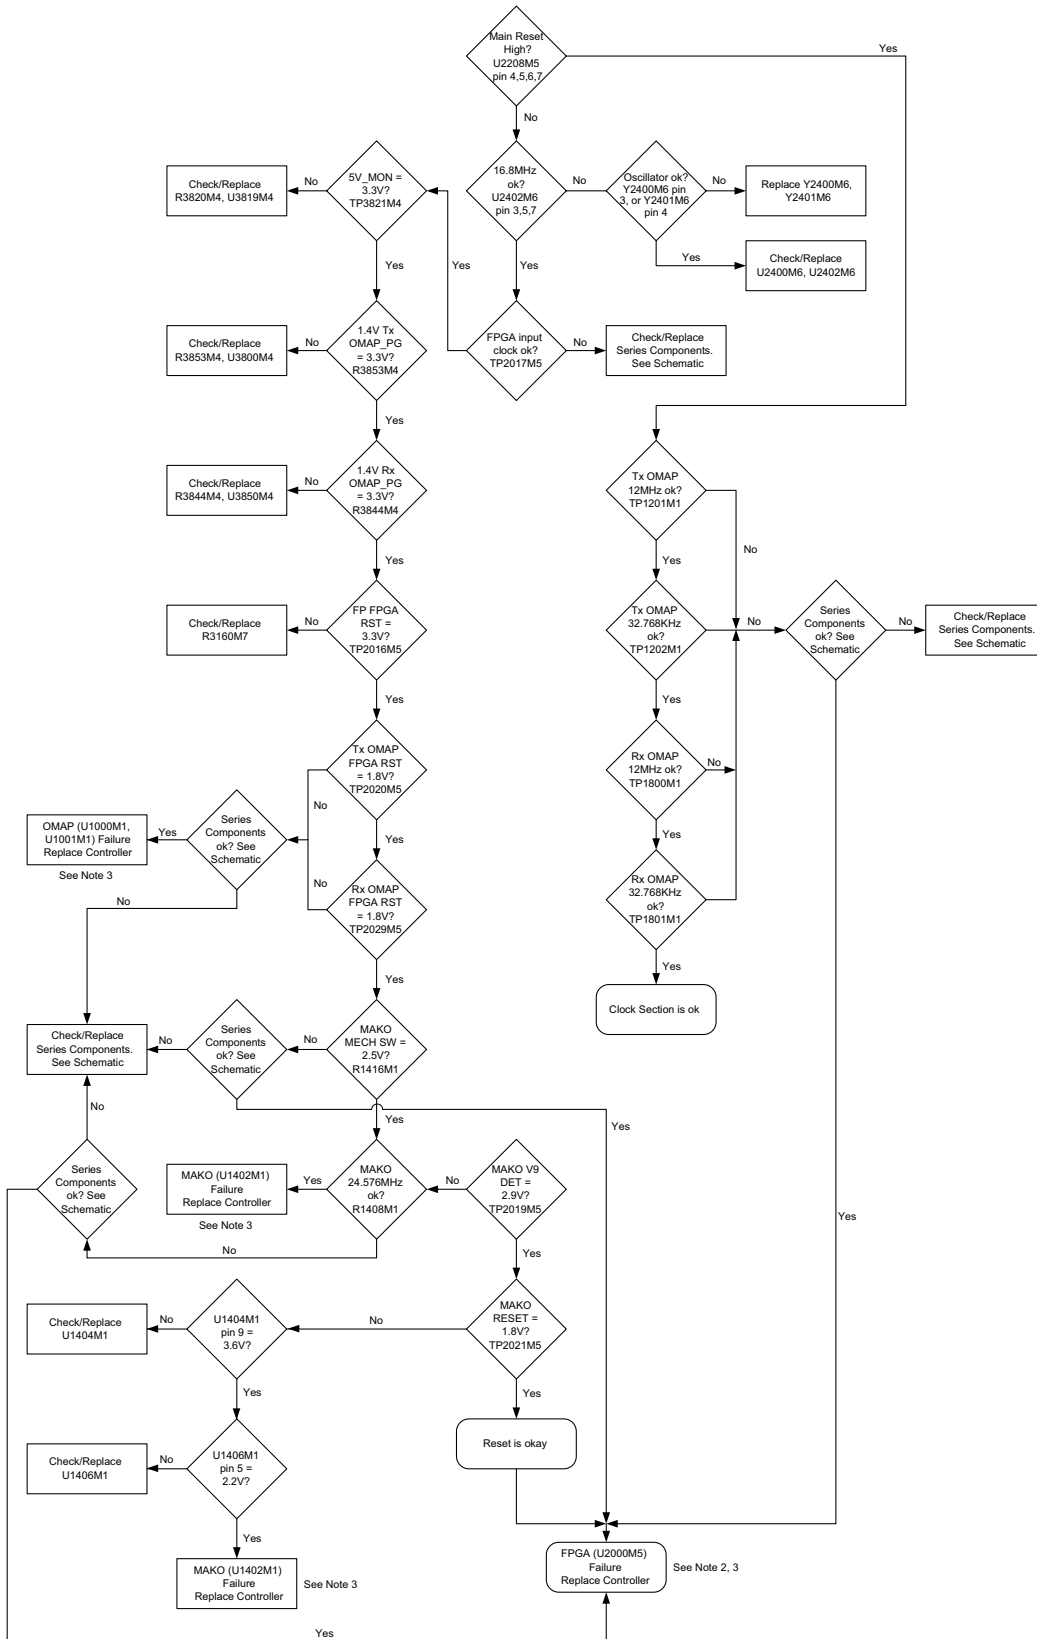 Main Reset
High?
U2208M5
pin 4,5,6,7
Yes
No
Check/Replace
R3820M4, U3819M4
No
5V_MON =
3.3V?
TP3821M4
16.8MHz
ok?
U2402M6
pin 3,5,7
No
Oscillator ok?
Y2400M6 pin
3, or Y2401M6
pin 4
No
Replace Y2400M6,
Y2401M6
Yes
Yes
Yes
Yes
Check/Replace
U2400M6, U2402M6
Check/Replace
R3853M4, U3800M4
No
1.4V Tx
OMAP_PG
= 3.3V?
R3853M4
FPGA input
clock ok?
TP2017M5
No
Check/Replace
Series Components.
See Schematic
Yes
Check/Replace
R3844M4, U3850M4
No
1.4V Rx
OMAP_PG
= 3.3V?
R3844M4
Tx OMAP
12MHz ok?
TP1201M1
No
Yes
Yes
Check/Replace
R3160M7
No
FP FPGA
RST =
3.3V?
TP2016M5
Tx OMAP
32.768KHz
ok?
TP1202M1
No
Series
Components
ok? See
Schematic
No
Check/Replace
Series Components.
See Schematic
Yes
Yes
Tx OMAP
FPGA RST
= 1.8V?
TP2020M5
No
Rx OMAP
12MHz ok?
TP1800M1
No
OMAP (U1000M1,
U1001M1) Failure
Replace Controller
See Note 3
Yes
Series
Components
ok? See
Schematic
Yes
Yes
No
No
Rx OMAP
FPGA RST
= 1.8V?
TP2029M5
Rx OMAP
32.768KHz
ok?
TP1801M1
Yes
Yes
Clock Section is ok
Check/Replace
Series Components.
See Schematic
No
Series
Components
ok? See
Schematic
No
MAKO
MECH SW =
2.5V?
R1416M1
No
Yes
Yes
Series
Components
ok? See
Schematic
MAKO (U1402M1)
Failure
Replace Controller
See Note 3
Yes
MAKO
24.576MHz
ok?
R1408M1
No
MAKO V9
DET =
2.9V?
TP2019M5
Yes
No
Yes
Check/Replace
U1404M1
No
U1404M1
pin 9 =
3.6V?
No
MAKO
RESET =
1.8V?
TP2021M5
Yes
Yes
Reset is okay
Check/Replace
U1406M1
No
U1406M1
pin 5 =
2.2V?
Yes
MAKO (U1402M1)
Failure
Replace Controller
See Note 3
FPGA (U2000M5)
Failure
Replace Controller
See Note 2, 3
Yes